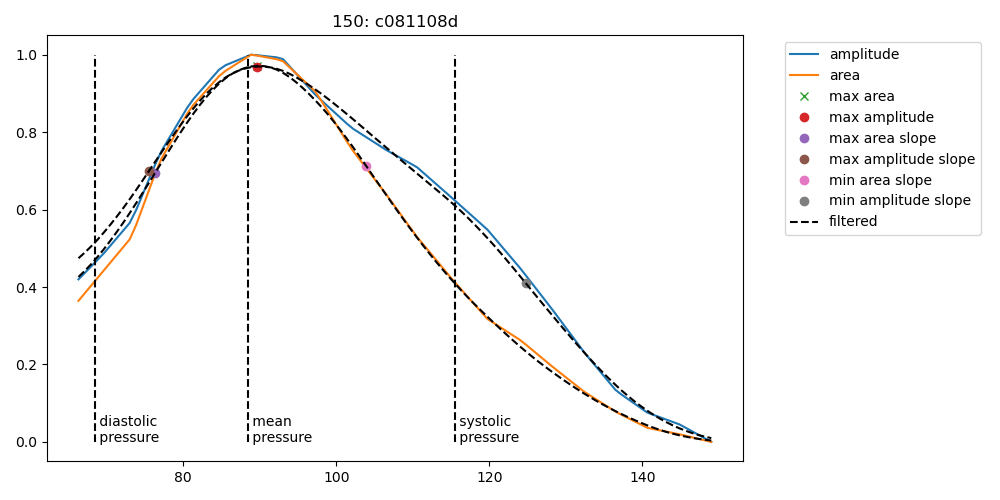 150: c081108d
1.0
0.8
0.6
0.4
0.2
0.0
80
100
120
140
diastolic
pressure
mean
pressure
systolic
pressure
amplitude
area
max area
max amplitude
max area slope
max amplitude slope
min area slope
min amplitude slope
filtered